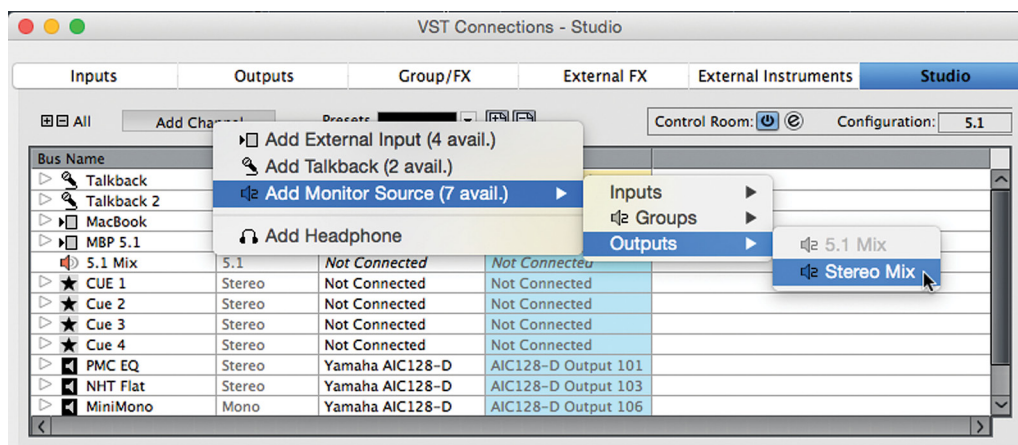 VST Connections - Studio
Inputs Outputs Group/FX External FX External Instruments Studio
All Add Channel Presets Control Room: Configuration: 5.1
Bus Name
Add External Input (4 avail.)
Add Talkback (2 avail.)
Add Monitor Source (7 avail.)
Add Headphone
Inputs
Groups
Outputs
5.1 Mix
Stereo Mix
Talkback
Talkback 2
MacBook
MBP 5.1
5.1 Mix 5.1 Not Connected Not Connected
CUE 1 Stereo Not Connected Not Connected
Cue 2 Stereo Not Connected Not Connected
Cue 3 Stereo Not Connected Not Connected
Cue 4 Stereo Not Connected Not Connected
PMC EQ Stereo Yamaha AIC128-D AIC128-D Output 101
NHT Flat Stereo Yamaha AIC128-D AIC128-D Output 103
MiniMono Mono Yamaha AIC128-D AIC128-D Output 106